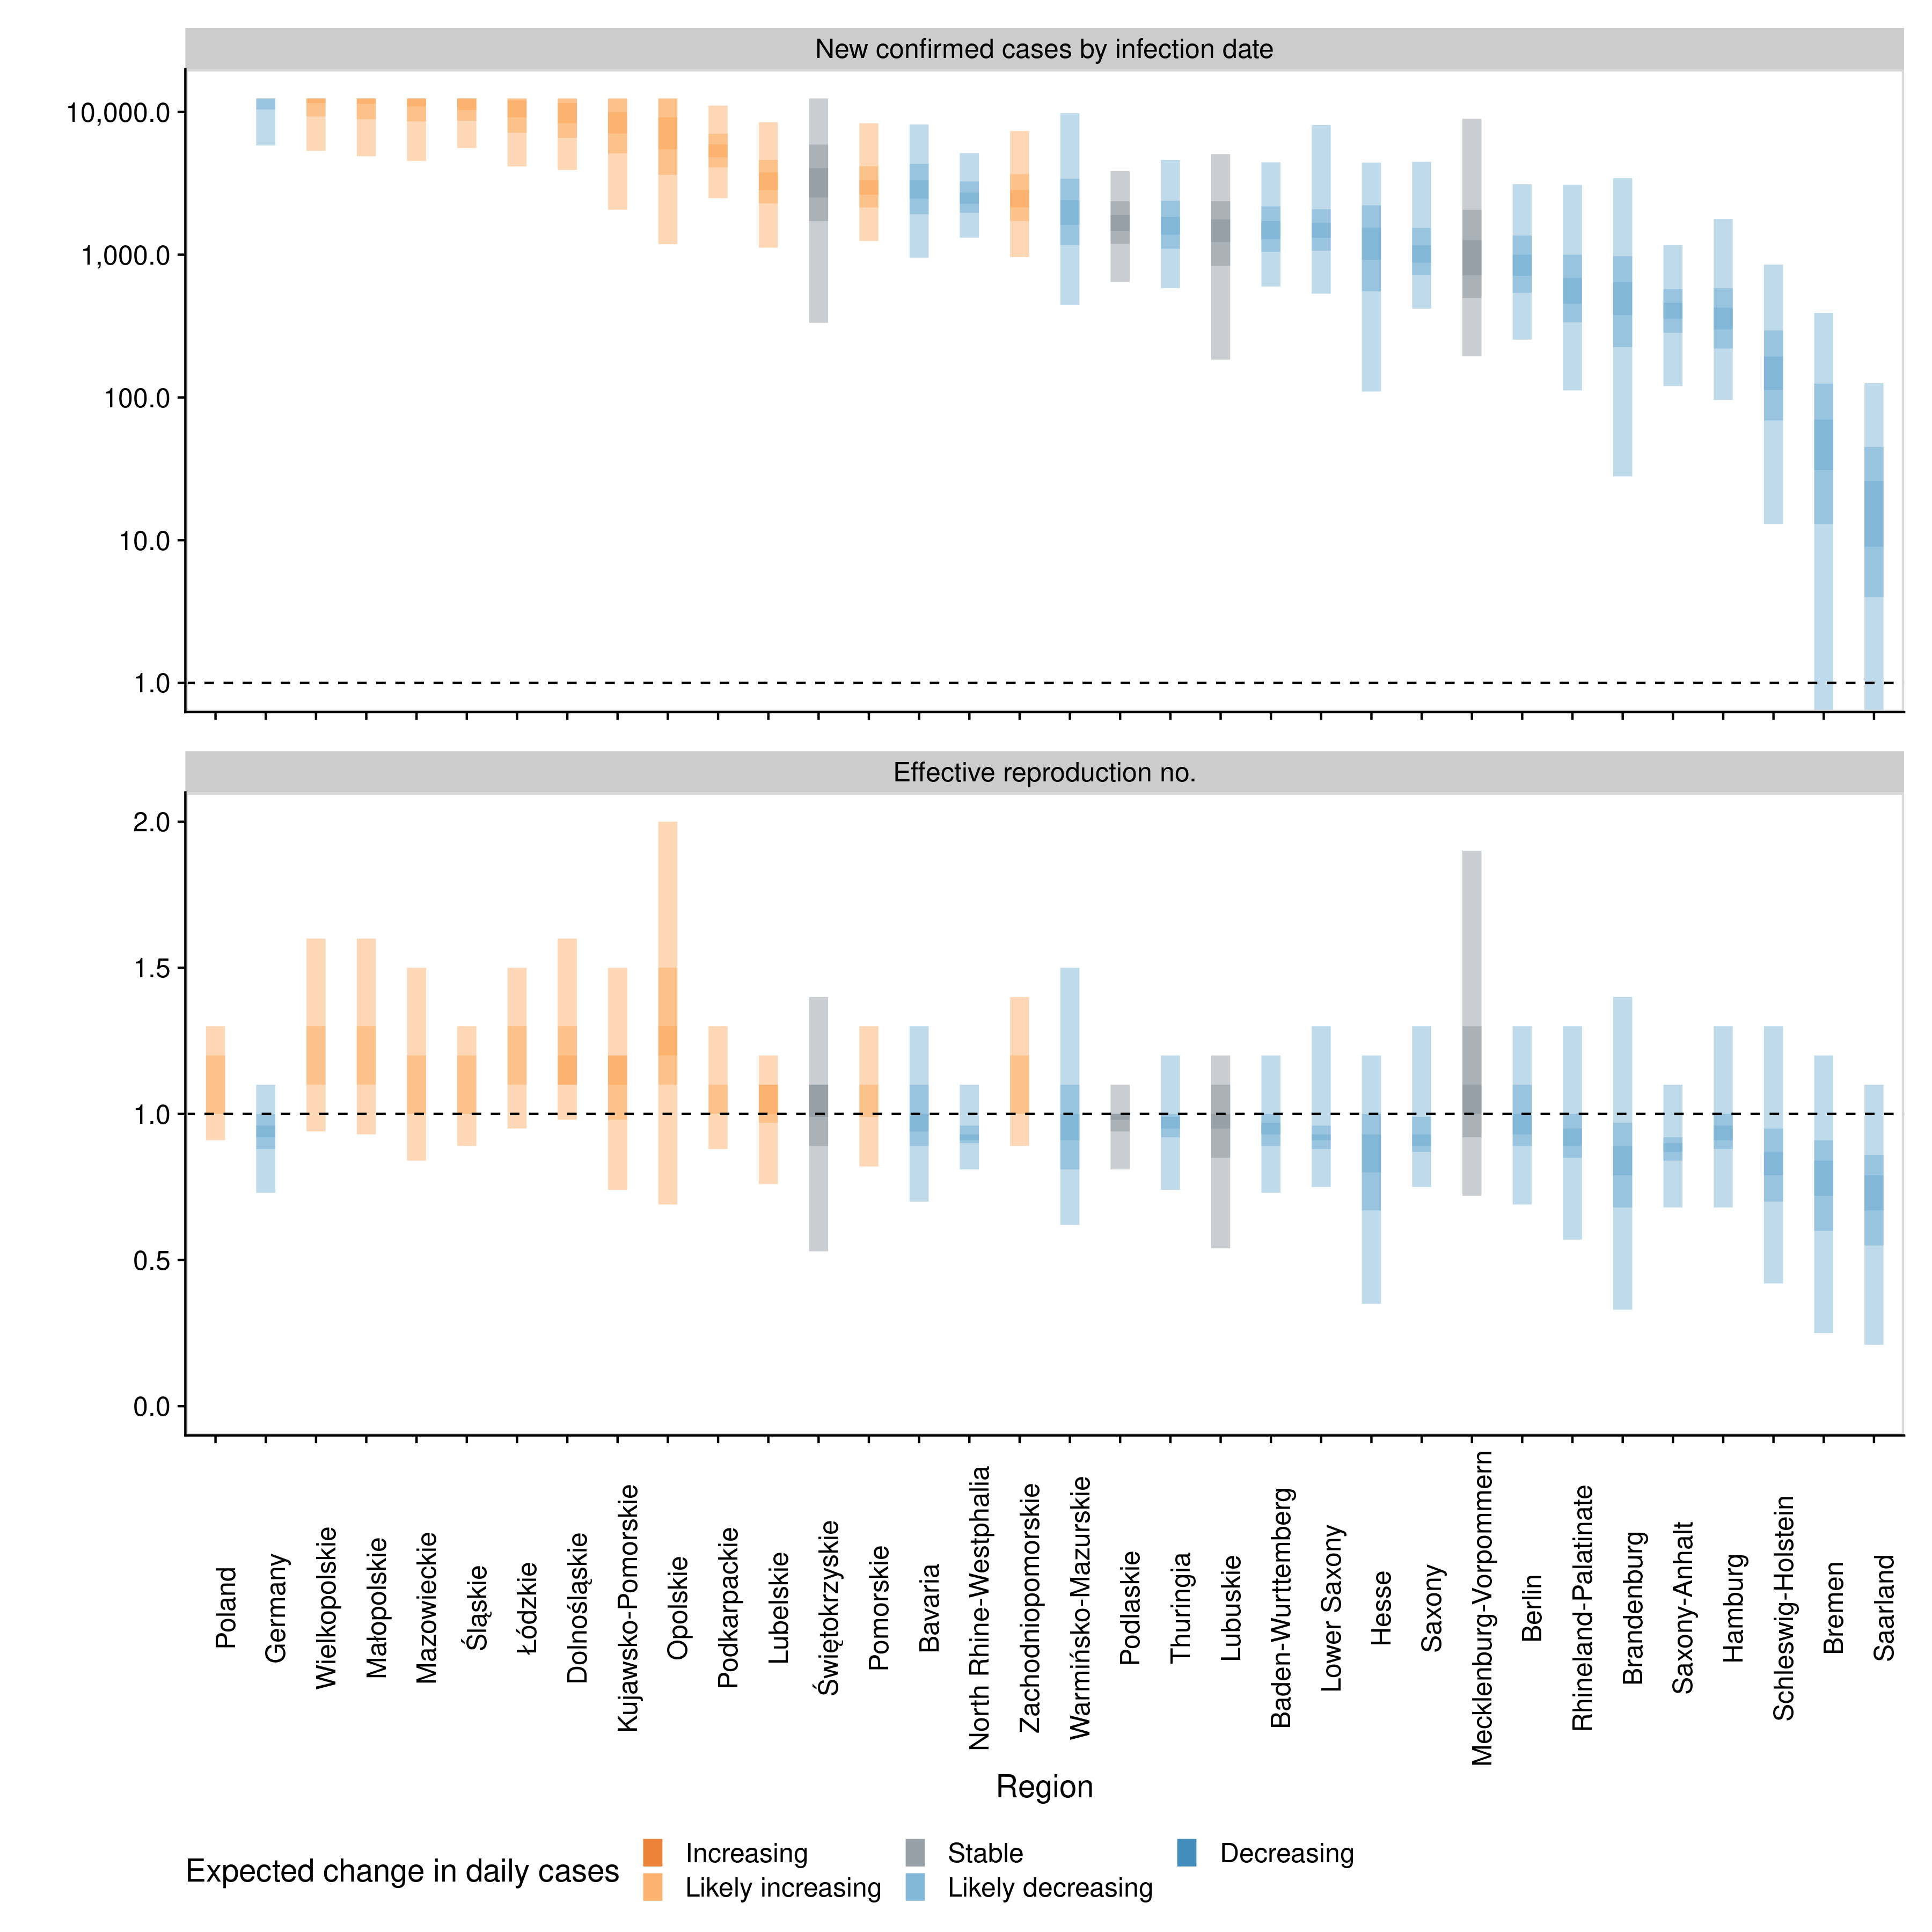 New confirmed cases by infection date
10,000.0
1,000.0
100.0
10.0
1.0
Effective reproduction no.
2.0
1.5
1.0
0.5
0.0
Poland
Germany
Wielkopolskie
Małopolskie
Mazowieckie
Śląskie
Łódzkie
Dolnośląskie
Kujawsko-Pomorskie
Opolskie
Podkarpackie
Lubelskie
Świętokrzyskie
Pomorskie
Bavaria
North Rhine-Westphalia
Zachodniopomorskie
Warmińsko-Mazurskie
Podlaskie
Thuringia
Lubuskie
Baden-Wurttemberg
Lower Saxony
Hesse
Saxony
Mecklenburg-Vorpommern
Berlin
Rhineland-Palatinate
Brandenburg
Saxony-Anhalt
Hamburg
Schleswig-Holstein
Bremen
Saarland
Region
Expected change in daily cases
Increasing
Likely increasing
Stable
Likely decreasing
Decreasing